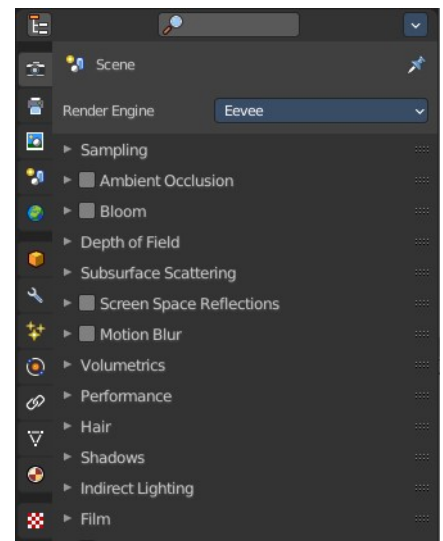 Scene
Render Engine Eevee
Sampling
Ambient Occlusion
Bloom
Depth of Field
Subsurface Scattering
Screen Space Reflections
Motion Blur
Volumetrics
Performance
Hair
Shadows
Indirect Lighting
Film